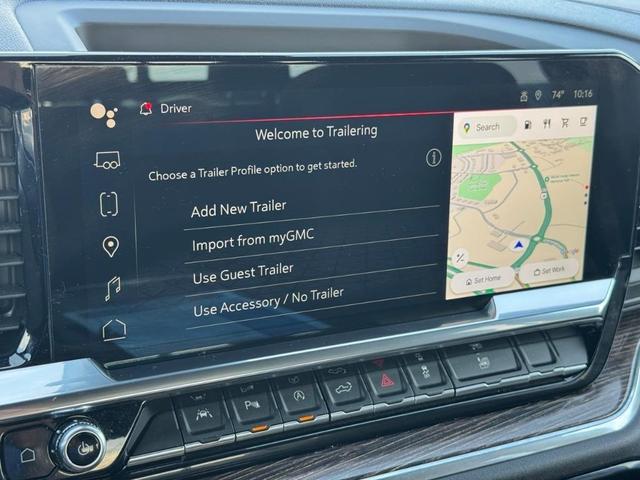 Driver
74° 10:16
Welcome to Trailering
Search
Choose a Trailer Profile option to get started.
Add New Trailer
Import from myGMC
Use Guest Trailer
Use Accessory / No Trailer
Set Home
Set Work